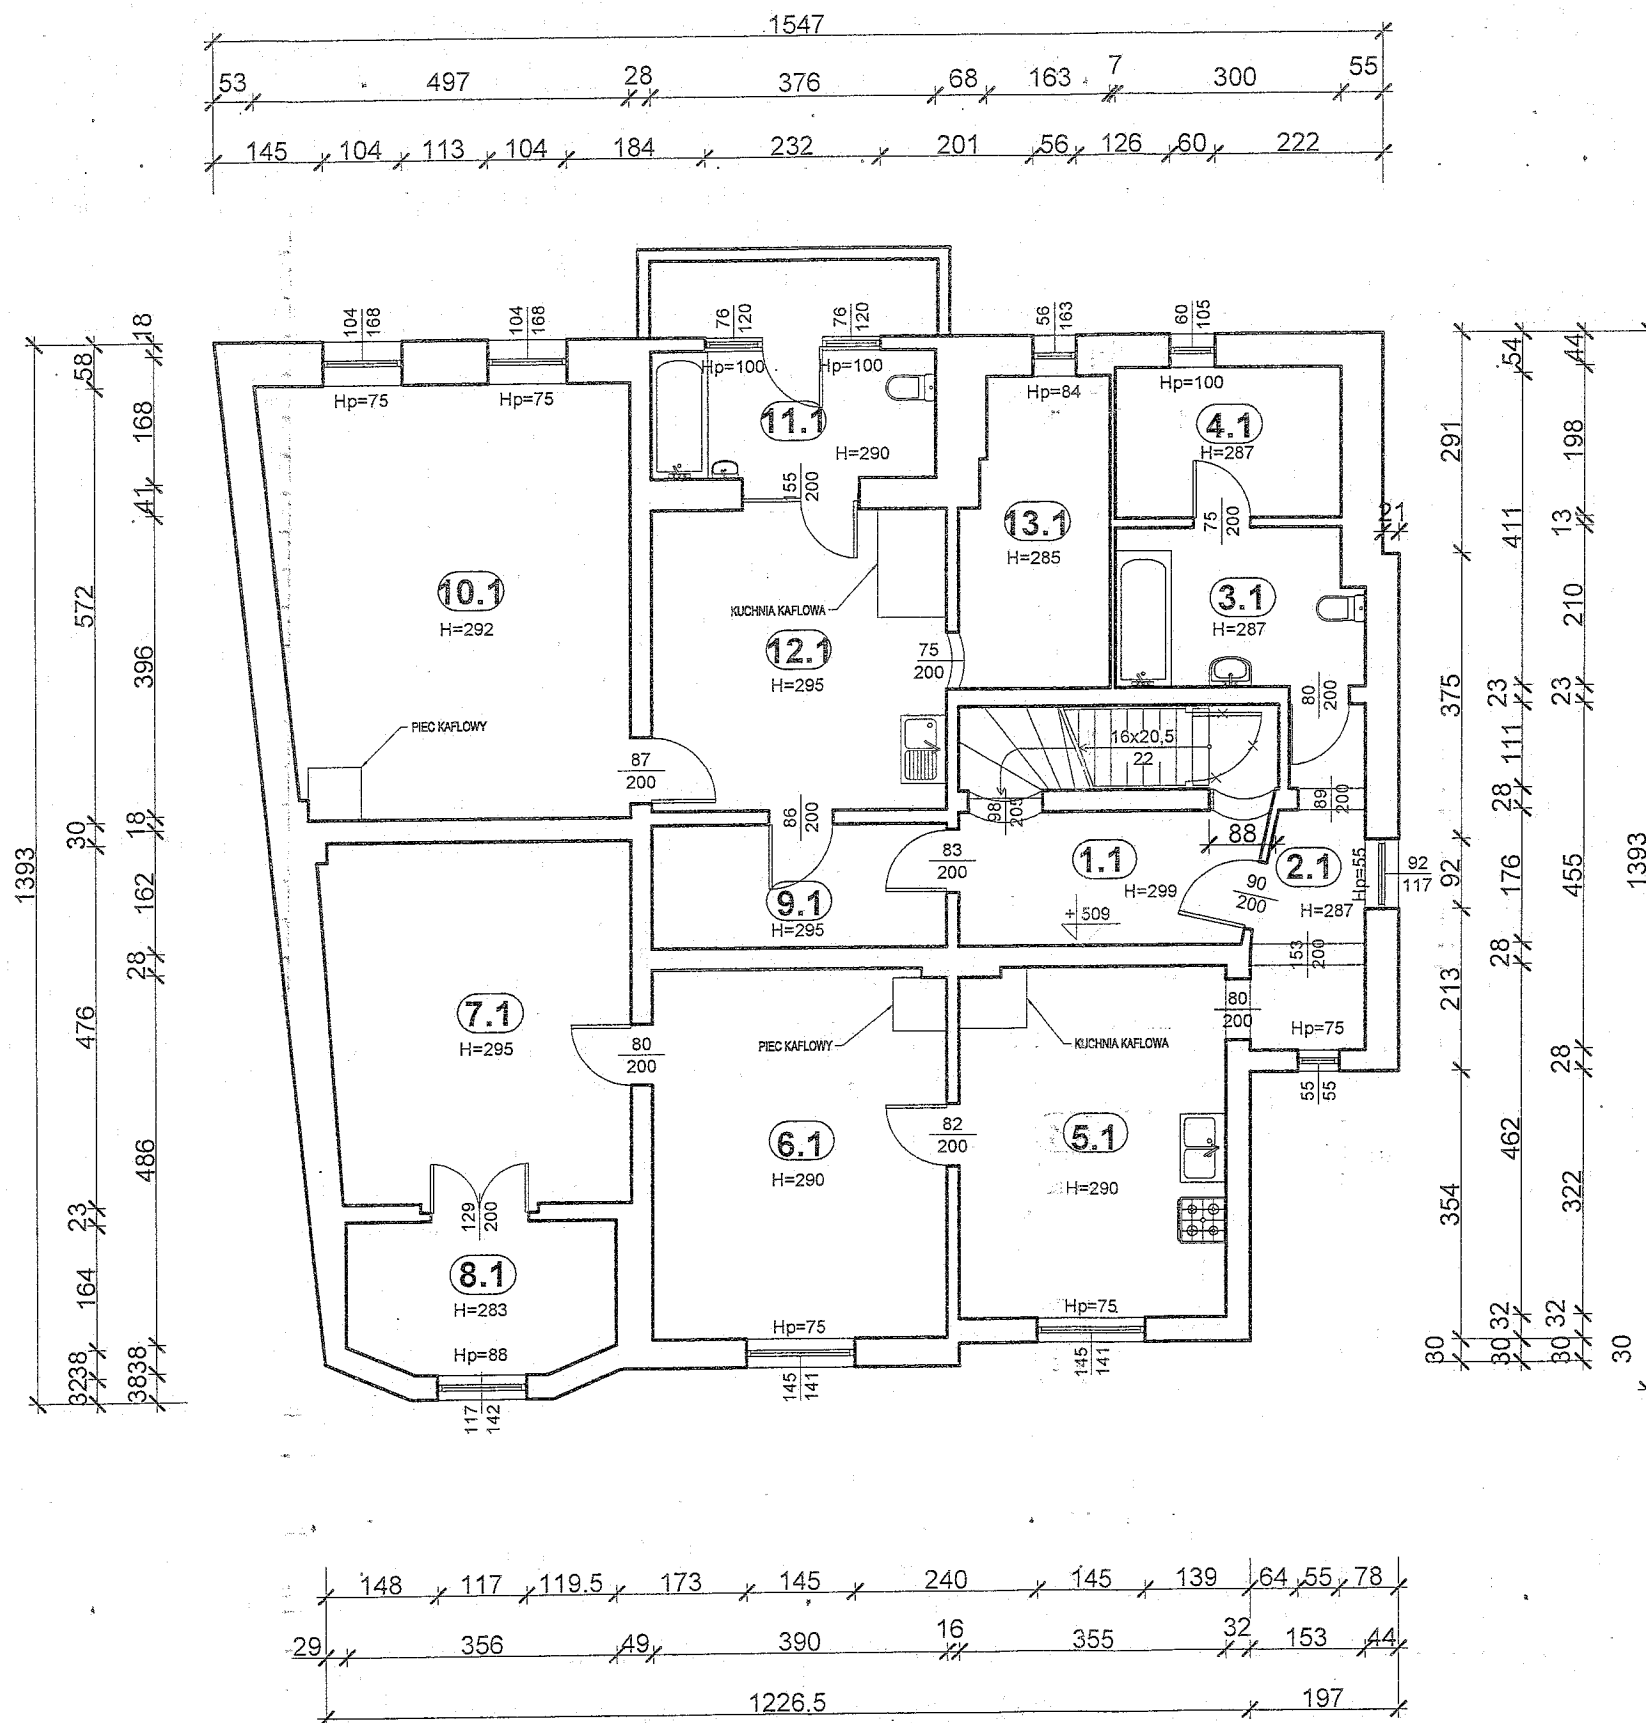 1547
53 497 28 376 68 163 7 300 55
145 104 113 104 184 232 201 56 126 60 222
104 168
104 168
76 120
76 120
56 163
60 105
Hp=75
Hp=75
Hp=100
Hp=100
Hp=84
Hp=100
11.1
H=290
4.1
H=287
155 200
75 200
21
13.1
H=285
10.1
H=292
KUCHNIA KAFLOWA
3.1
H=287
12.1
H=295
75
200
80 200
PIEC KAFLOWY
16x20,5
22
87
200
86 200
98 205
89 200
88
83
200
1.1
H=299
90
200
2.1
H=287
Hp=55
92
117
9.1
H=295
+ 509
153 200
7.1
H=295
80
200
PIEC KAFLOWY
KUCHNIA KAFLOWA
80
200
Hp=75
55 55
6.1
H=290
82
200
5.1
H=290
129 200
8.1
H=283
Hp=88
Hp=75
Hp=75
117 142
145 141
145 141
1393
58 572 30 476 23 164 38 32
18 168 41 396 18 162 28 486 38 38
291 375 92 213 354 30
54 411 23 111 28 176 28 462 32 30
44 198 13 210 23 455 28 322 32 30
1393 30
148 117 119.5 173 145 240 145 139 64 55 78
29 356 49 390 16 355 32 153 44
1226.5 197